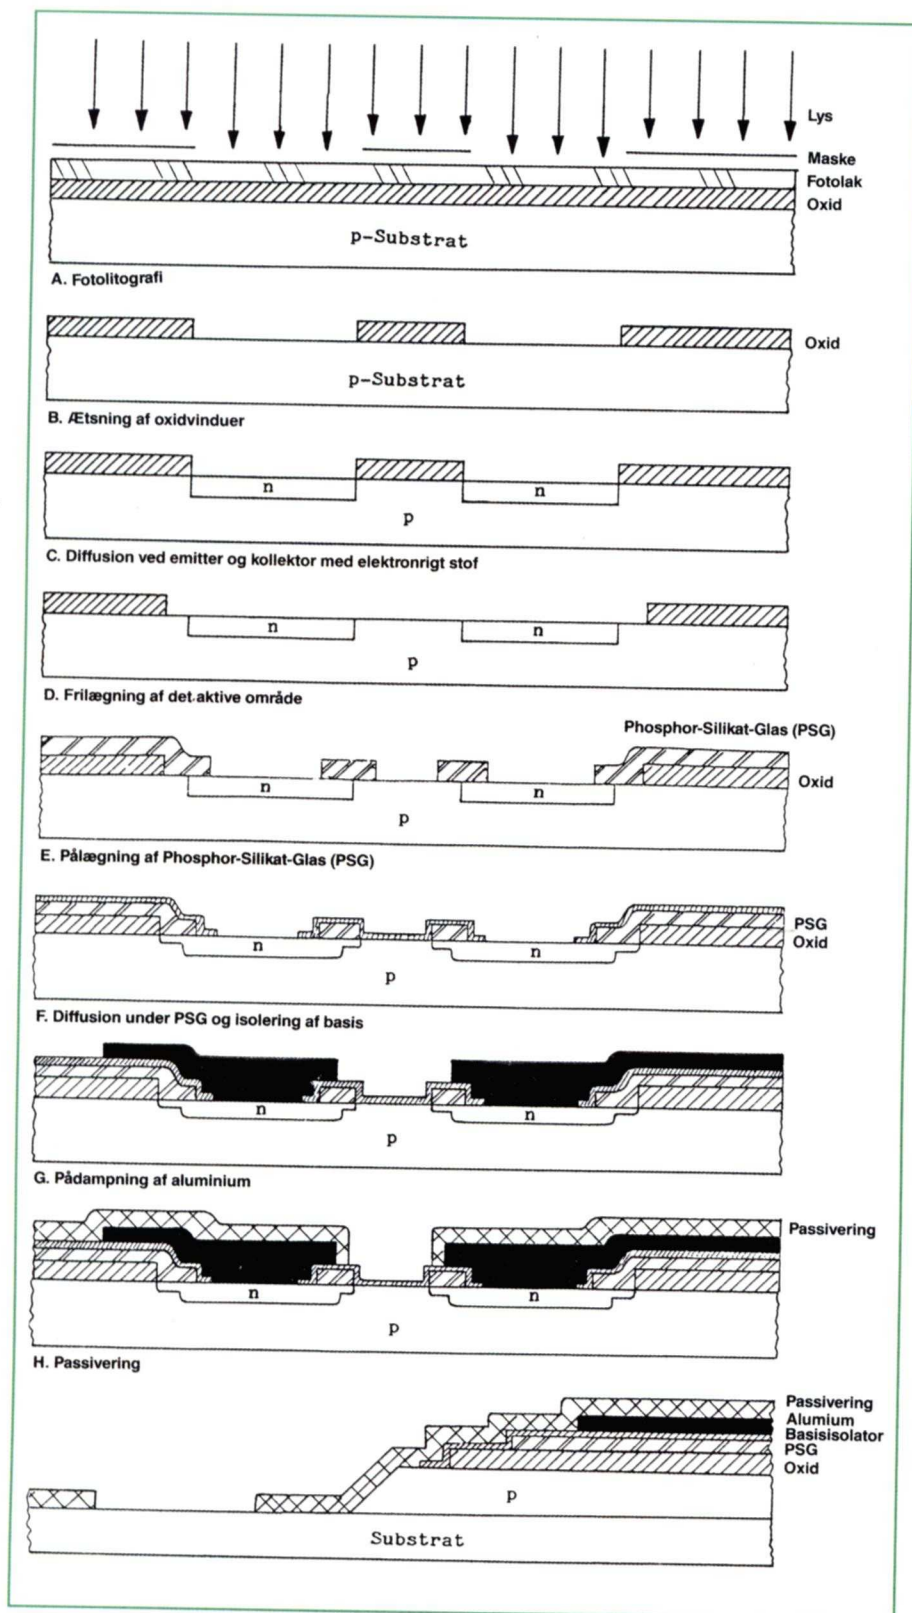 Lys
Maske
Fotolak
Oxid
p-Substrat
A. Fotolitografi
Oxid
p-Substrat
B. Ætsning af oxidvinduer
n
n
p
C. Diffusion ved emitter og kollektor med elektronrigt stof
n
n
p
D. Frilægning af det aktive område
Phosphor-Silikat-Glas (PSG)
Oxid
n
n
p
E. Pålægning af Phosphor-Silikat-Glas (PSG)
PSG
Oxid
n
n
p
F. Diffusion under PSG og isolering af basis
n
n
p
G. Pådampning af aluminium
Passivering
n
n
p
H. Passivering
Passivering
Alumium
Basisisolator
PSG
Oxid
p
Substrat